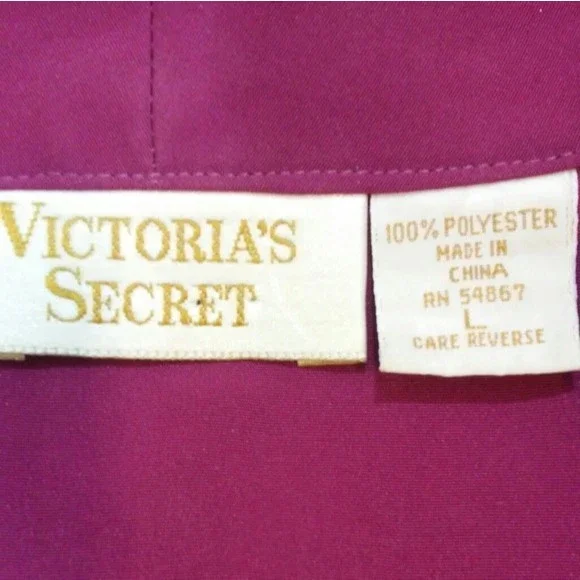 VICTORIA'S
SECRET
100% POLYESTER
MADE IN
CHINA
RN 54867
L
CARE REVERSE